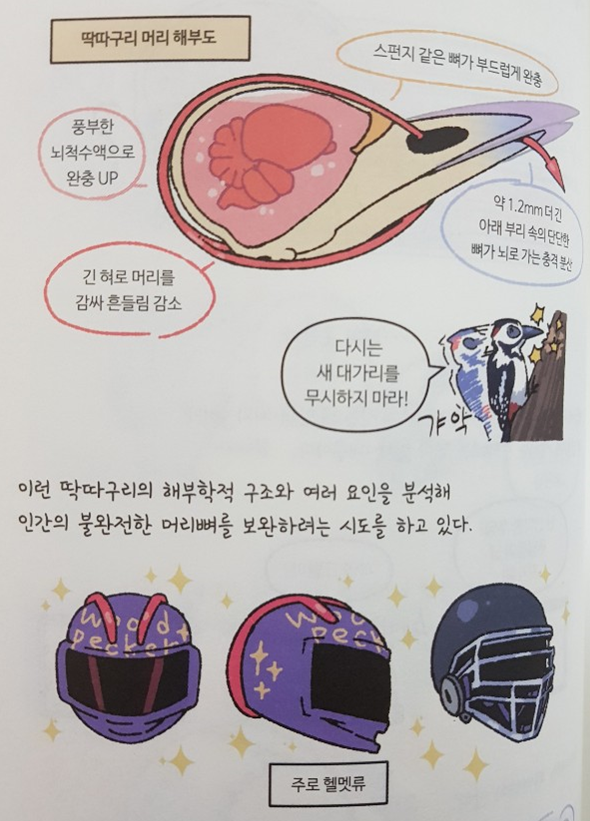 딱따구리 머리 해부도
스펀지 같은 뼈가 부드럽게 완충
풍부한
뇌척수액으로
완충 UP
약 1.2mm 더 긴
아래 부리 속의 단단한
뼈가 뇌로 가는 충격 분산
긴 혀로 머리를
감싸 흔들림 감소
다시는
새 대가리를
무시하지 마라!
갸악
이런 딱따구리의 해부학적 구조와 여러 요인을 분석해
인간의 불완전한 머리뼈를 보완하려는 시도를 하고 있다.
wood
pecker
woo
peck
주로 헬멧류